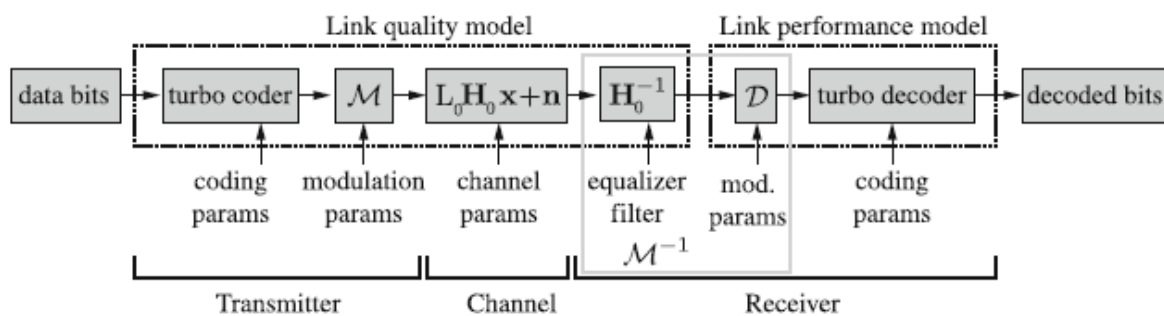 Link quality model
Link performance model
data bits
turbo coder
ℳ
L₀H₀x+n
H₀⁻¹
𝒟
turbo decoder
decoded bits
coding
params
modulation
params
channel
params
equalizer
filter
ℳ⁻¹
mod.
params
coding
params
Transmitter
Channel
Receiver